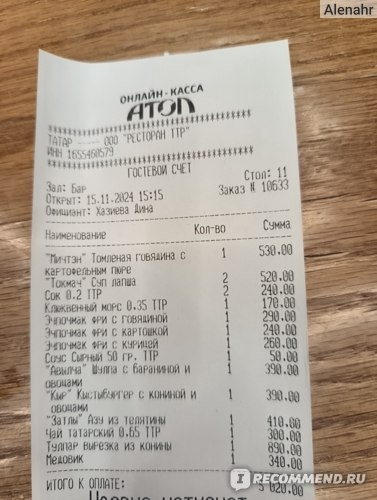 Alenahr
ОНЛАЙН-КАССА
АТОЛ
ТАТАР ----- ООО "РЕСТОРАН ТТР"
ИНН 1655460579
ГОСТЕВОЙ СЧЕТ
Зал: Бар Стол: 11
Открыт: 15.11.2024 15:15 Заказ N 10633
Официант: Хазиева Дина
Наименование Кол-во Сумма
"Мичтэн" Томленая говядина с 1 530.00
картофельным пюре
"Токмач" Суп лапша 2 520.00
Сок 0.2 ТТР 2 240.00
Клюквенный морс 0.35 ТТР 1 170.00
Эчпочмак фри с говядиной 1 290.00
Эчпочмак фри с картошкой 1 240.00
Эчпочмак фри с курицей 1 260.00
Соус Сырный 50 гр. ТТР 1 50.00
"Авылча" Шулпа с бараниной и 1 390.00
овощами
"Кыр" Кыстыбургер с кониной и 1 390.00
овощами
"Затлы" Азу из телятины 1 410.00
Чай татарский 0.65 ТТР 1 300.00
Тулпар вырезка из конины 1 890.00
Медовик 1 340.00
ИТОГО К ОПЛАТЕ: 5 020.00
I RECOMMEND.RU